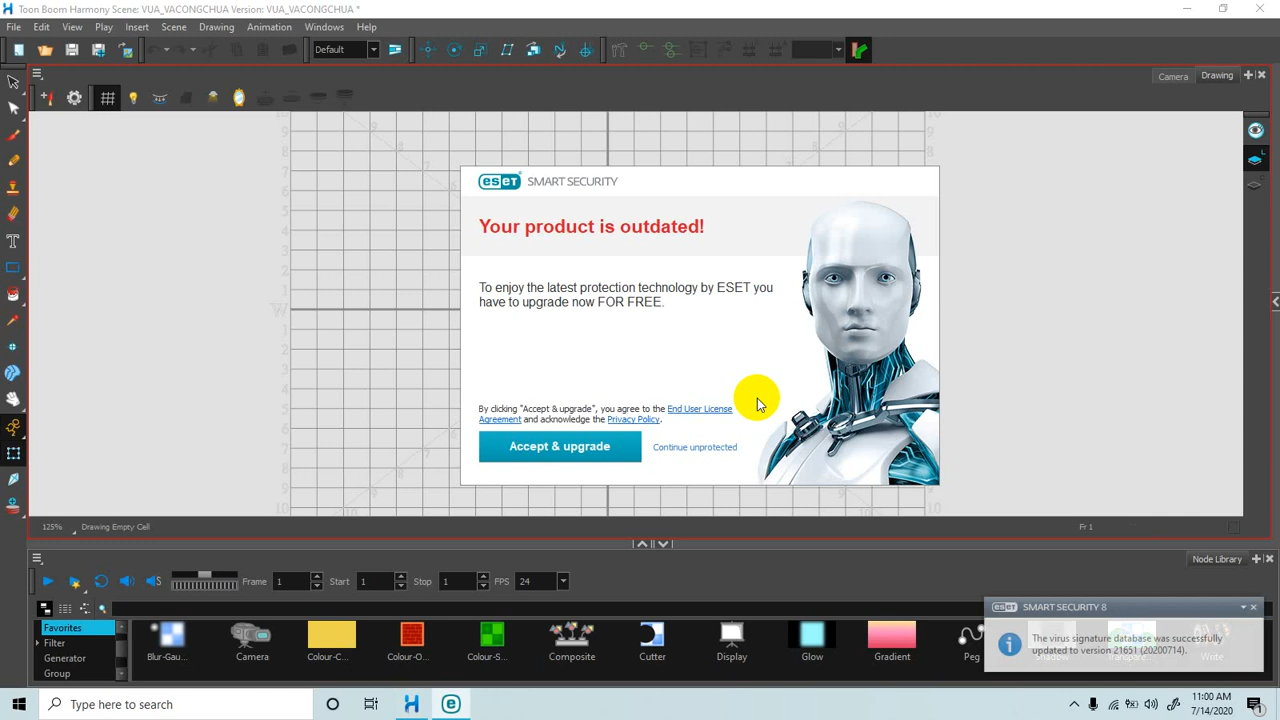 Toon Boom Harmony Scene: VUA_VACONGCHUA Version: VUA_VACONGCHUA *
File Edit View Play Insert Scene Drawing Animation Windows Help
Default
Camera Drawing
eseT SMART SECURITY
Your product is outdated!
To enjoy the latest protection technology by ESET you
have to upgrade now FOR FREE.
By clicking "Accept & upgrade", you agree to the End User License
Agreement and acknowledge the Privacy Policy.
Accept & upgrade Continue unprotected
125% Drawing Empty Cell Fr 1
Node Library
Frame 1 Start 1 Stop 1 FPS 24
Favorites
Filter
Generator
Group
Blur-Gau... Camera Colour-C... Colour-O... Colour-S... Composite Cutter Display Glow Gradient Peg Shadow Transpare... Write
eseT SMART SECURITY 8
The virus signature database was successfully
updated to version 21651 (20200714).
Type here to search
11:00 AM
7/14/2020